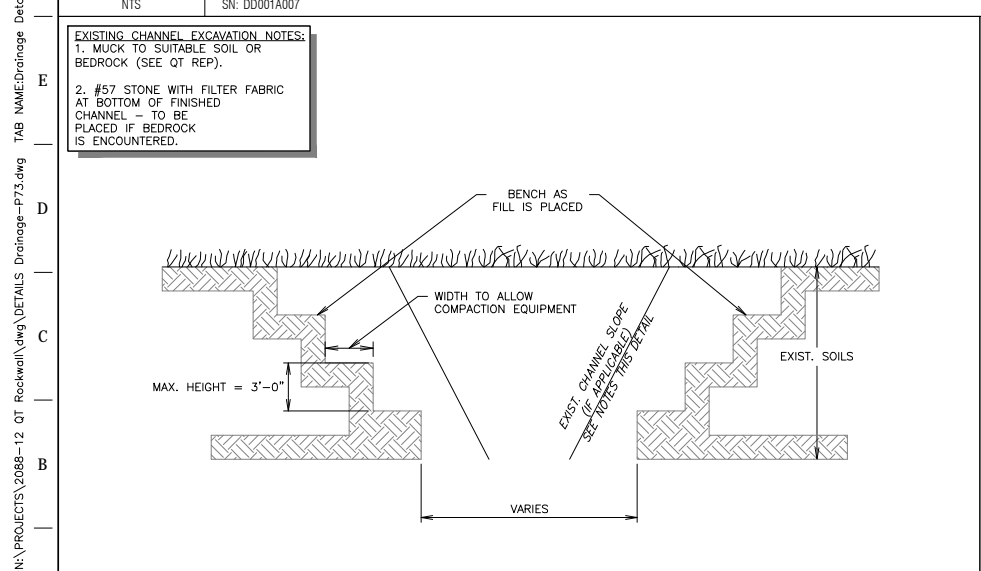 NTS
SN: DD001A007
EXISTING CHANNEL EXCAVATION NOTES:
1. MUCK TO SUITABLE SOIL OR
BEDROCK (SEE QT REP).
2. #57 STONE WITH FILTER FABRIC
AT BOTTOM OF FINISHED
CHANNEL – TO BE
PLACED IF BEDROCK
IS ENCOUNTERED.
E
D
C
B
BENCH AS
FILL IS PLACED
WIDTH TO ALLOW
COMPACTION EQUIPMENT
MAX. HEIGHT = 3'-0"
EXIST. CHANNEL SLOPE
(IF APPLICABLE)
SEE NOTES THIS DETAIL
EXIST. SOILS
VARIES
N:\PROJECTS\2088-12 QT Rockwall\dwg\DETAILS Drainage-P73.dwg TAB NAME:Drainage